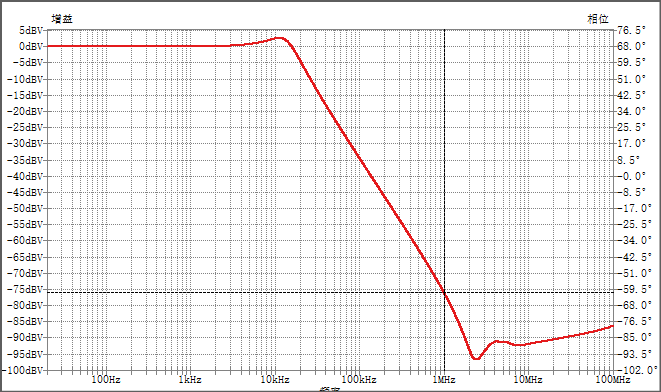 增益 相位
5dBV 76.5°
0dBV 68.0°
-5dBV 59.5°
-10dBV 51.0°
-15dBV 42.5°
-20dBV 34.0°
-25dBV 25.5°
-30dBV 17.0°
-35dBV 8.5°
-40dBV -0.0°
-45dBV -8.5°
-50dBV -17.0°
-55dBV -25.5°
-60dBV -34.0°
-65dBV -42.5°
-70dBV -51.0°
-75dBV -59.5°
-80dBV -68.0°
-85dBV -76.5°
-90dBV -85.0°
-95dBV -93.5°
-100dBV -102.0°
100Hz 1kHz 10kHz 100kHz 1MHz 10MHz 100MHz